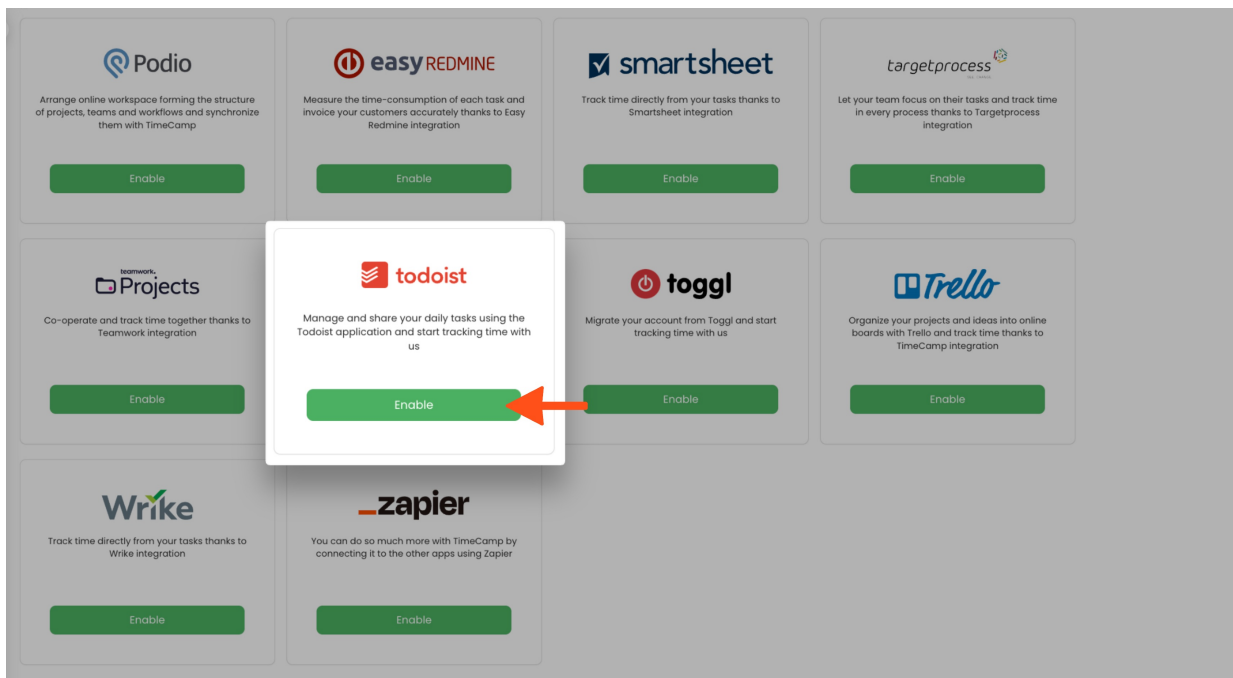 Podio
Arrange online workspace forming the structure
of projects, teams and workflows and synchronize
them with TimeCamp
Enable
easy REDMINE
Measure the time-consumption of each task and
invoice your customers accurately thanks to Easy
Redmine integration
Enable
smartsheet
Track time directly from your tasks thanks to
Smartsheet integration
Enable
targetprocess
Let your team focus on their tasks and track time
in every process thanks to Targetprocess
integration
Enable
teamwork.
Projects
Co-operate and track time together thanks to
Teamwork integration
Enable
todoist
Manage and share your daily tasks using the
Todoist application and start tracking time with
us
Enable
toggl
Migrate your account from Toggl and start
tracking time with us
Enable
Trello
Organize your projects and ideas into online
boards with Trello and track time thanks to
TimeCamp integration
Enable
Wrike
Track time directly from your tasks thanks to
Wrike integration
Enable
_zapier
You can do so much more with TimeCamp by
connecting it to the other apps using Zapier
Enable